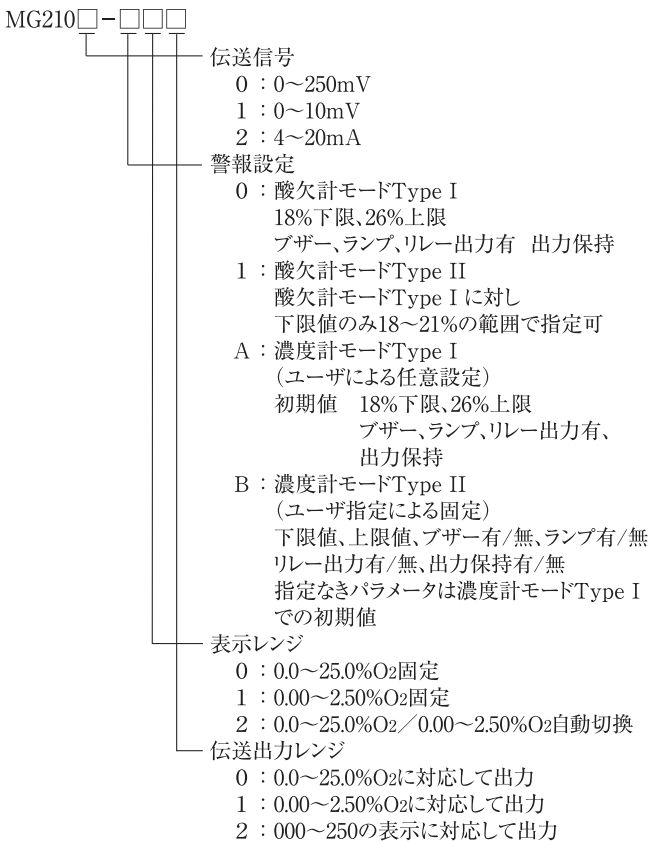 MG210□-□□□
伝送信号
0：0～250mV
1：0～10mV
2：4～20mA
警報設定
0：酸欠計モードType I
18%下限、26%上限
ブザー、ランプ、リレー出力有　出力保持
1：酸欠計モードType II
酸欠計モードType I に対し
下限値のみ18～21%の範囲で指定可
A：濃度計モードType I
（ユーザによる任意設定）
初期値　18%下限、26%上限
ブザー、ランプ、リレー出力有、
出力保持
B：濃度計モードType II
（ユーザ指定による固定）
下限値、上限値、ブザー有/無、ランプ有/無
リレー出力有/無、出力保持有/無
指定なきパラメータは濃度計モードType I
での初期値
表示レンジ
0：0.0～25.0%O2固定
1：0.00～2.50%O2固定
2：0.0～25.0%O2／0.00～2.50%O2自動切換
伝送出力レンジ
0：0.0～25.0%O2に対応して出力
1：0.00～2.50%O2に対応して出力
2：000～250の表示に対応して出力